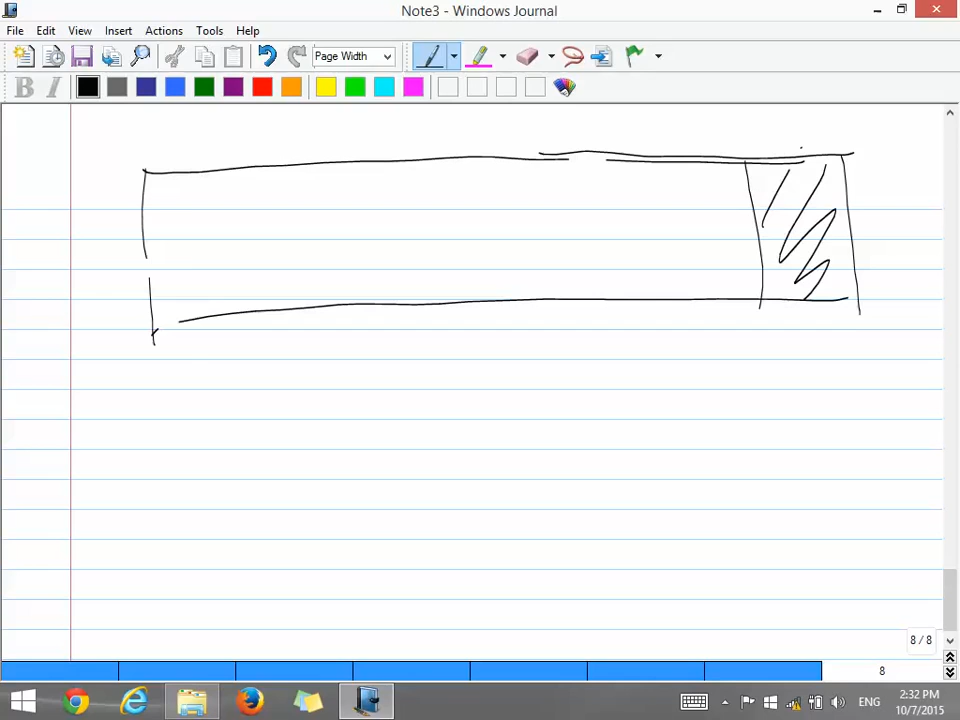 Note3 - Windows Journal
File Edit View Insert Actions Tools Help
Page Width
B I
8 / 8
8
ENG
2:32 PM
10/7/2015